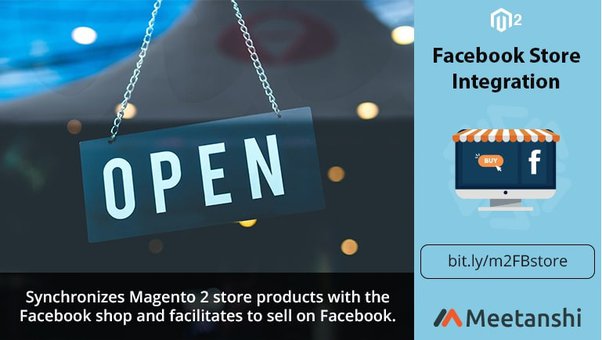 OPEN
Synchronizes Magento 2 store products with the
Facebook shop and facilitates to sell on Facebook.
2
Facebook Store
Integration
BUY
f
bit.ly/m2FBstore
Meetanshi